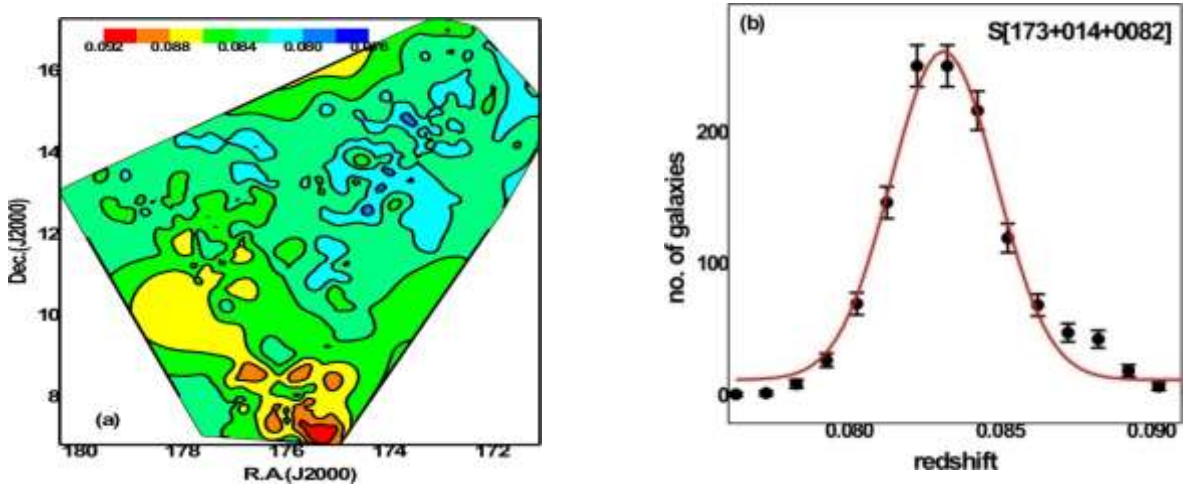 0.092 0.088 0.084 0.080 0.076
16
14
12
10
8
Dec.(J2000)
(a)
180 178 176 174 172
R.A.(J2000)
(b)
S[173+014+0082]
200
100
0
no. of galaxies
0.080 0.085 0.090
redshift